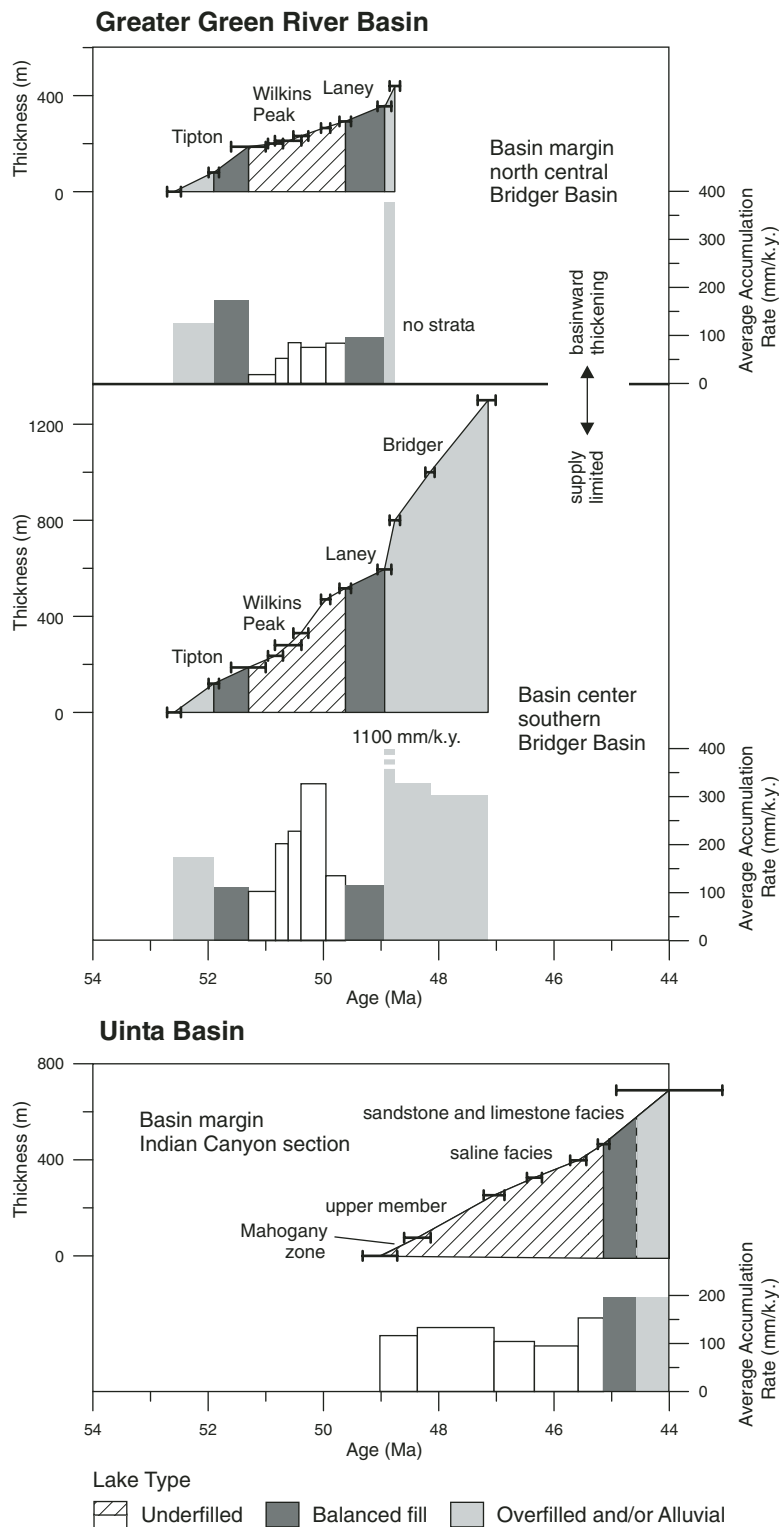 Greater Green River Basin
Thickness (m)
400
0
Tipton
Wilkins
Peak
Laney
Basin margin
north central
Bridger Basin
no strata
400
300
200
100
0
Average Accumulation
Rate (mm/k.y.)
basinward
thickening
supply
limited
Thickness (m)
1200
800
400
0
Tipton
Wilkins
Peak
Laney
Bridger
Basin center
southern
Bridger Basin
1100 mm/k.y.
400
300
200
100
0
Average Accumulation
Rate (mm/k.y.)
54
52
50
48
46
44
Age (Ma)
Uinta Basin
Thickness (m)
800
400
0
Basin margin
Indian Canyon section
sandstone and limestone facies
saline facies
upper member
Mahogany
zone
200
100
0
Average Accumulation
Rate (mm/k.y.)
54
52
50
48
46
44
Age (Ma)
Lake Type
Underfilled
Balanced fill
Overfilled and/or Alluvial